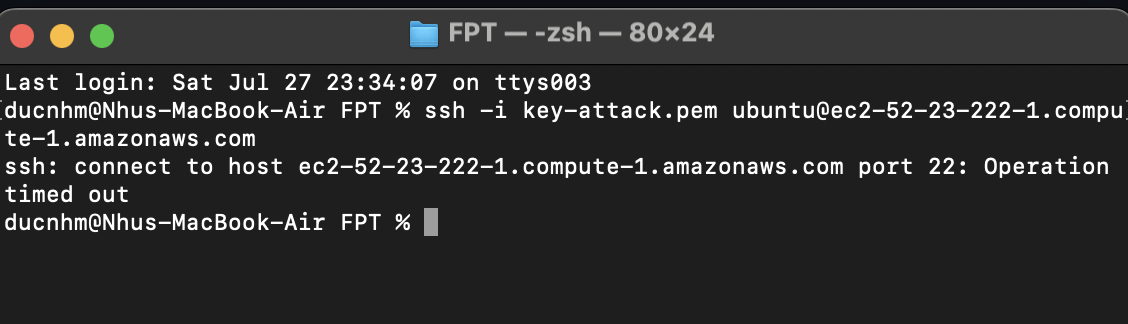 FPT — -zsh — 80×24
Last login: Sat Jul 27 23:34:07 on ttys003
[ducnhm@Nhus-MacBook-Air FPT % ssh -i key-attack.pem ubuntu@ec2-52-23-222-1.compu]
te-1.amazonaws.com
ssh: connect to host ec2-52-23-222-1.compute-1.amazonaws.com port 22: Operation
timed out
ducnhm@Nhus-MacBook-Air FPT %